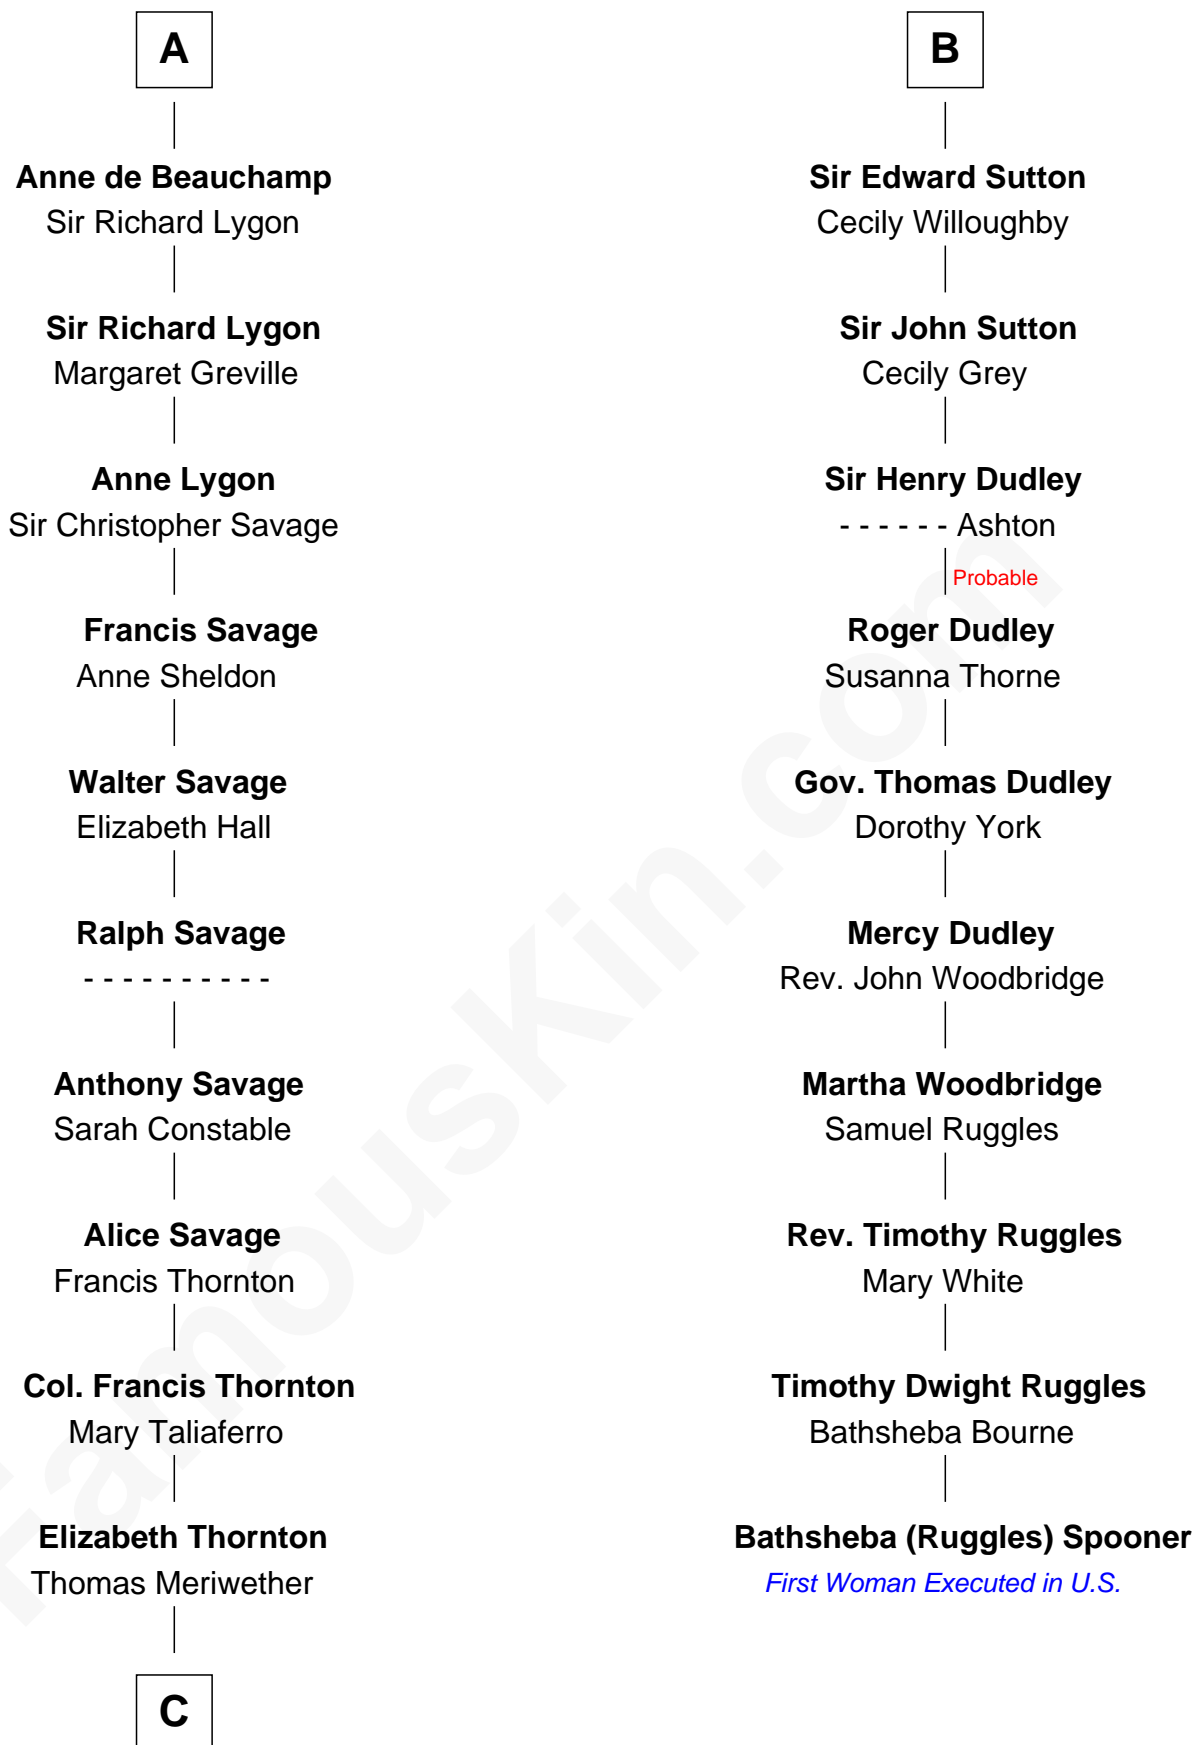 A
Anne de Beauchamp
Sir Richard Lygon
Sir Richard Lygon
Margaret Greville
Anne Lygon
Sir Christopher Savage
Francis Savage
Anne Sheldon
Walter Savage
Elizabeth Hall
Ralph Savage
- - - - - - - - - -
Anthony Savage
Sarah Constable
Alice Savage
Francis Thornton
Col. Francis Thornton
Mary Taliaferro
Elizabeth Thornton
Thomas Meriwether
C
B
Sir Edward Sutton
Cecily Willoughby
Sir John Sutton
Cecily Grey
Sir Henry Dudley
- - - - - - Ashton
Probable
Roger Dudley
Susanna Thorne
Gov. Thomas Dudley
Dorothy York
Mercy Dudley
Rev. John Woodbridge
Martha Woodbridge
Samuel Ruggles
Rev. Timothy Ruggles
Mary White
Timothy Dwight Ruggles
Bathsheba Bourne
Bathsheba (Ruggles) Spooner
First Woman Executed in U.S.
FamousKin.com